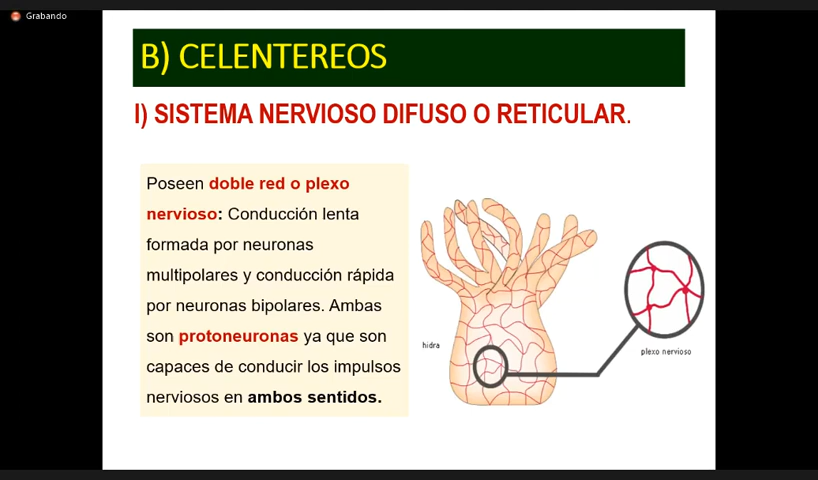 Grabando
B) CELENTEREOS
I) SISTEMA NERVIOSO DIFUSO O RETICULAR.
Poseen doble red o plexo
nervioso: Conducción lenta
formada por neuronas
multipolares y conducción rápida
por neuronas bipolares. Ambas
son protoneuronas ya que son
capaces de conducir los impulsos
nerviosos en ambos sentidos.
hidra
plexo nervioso